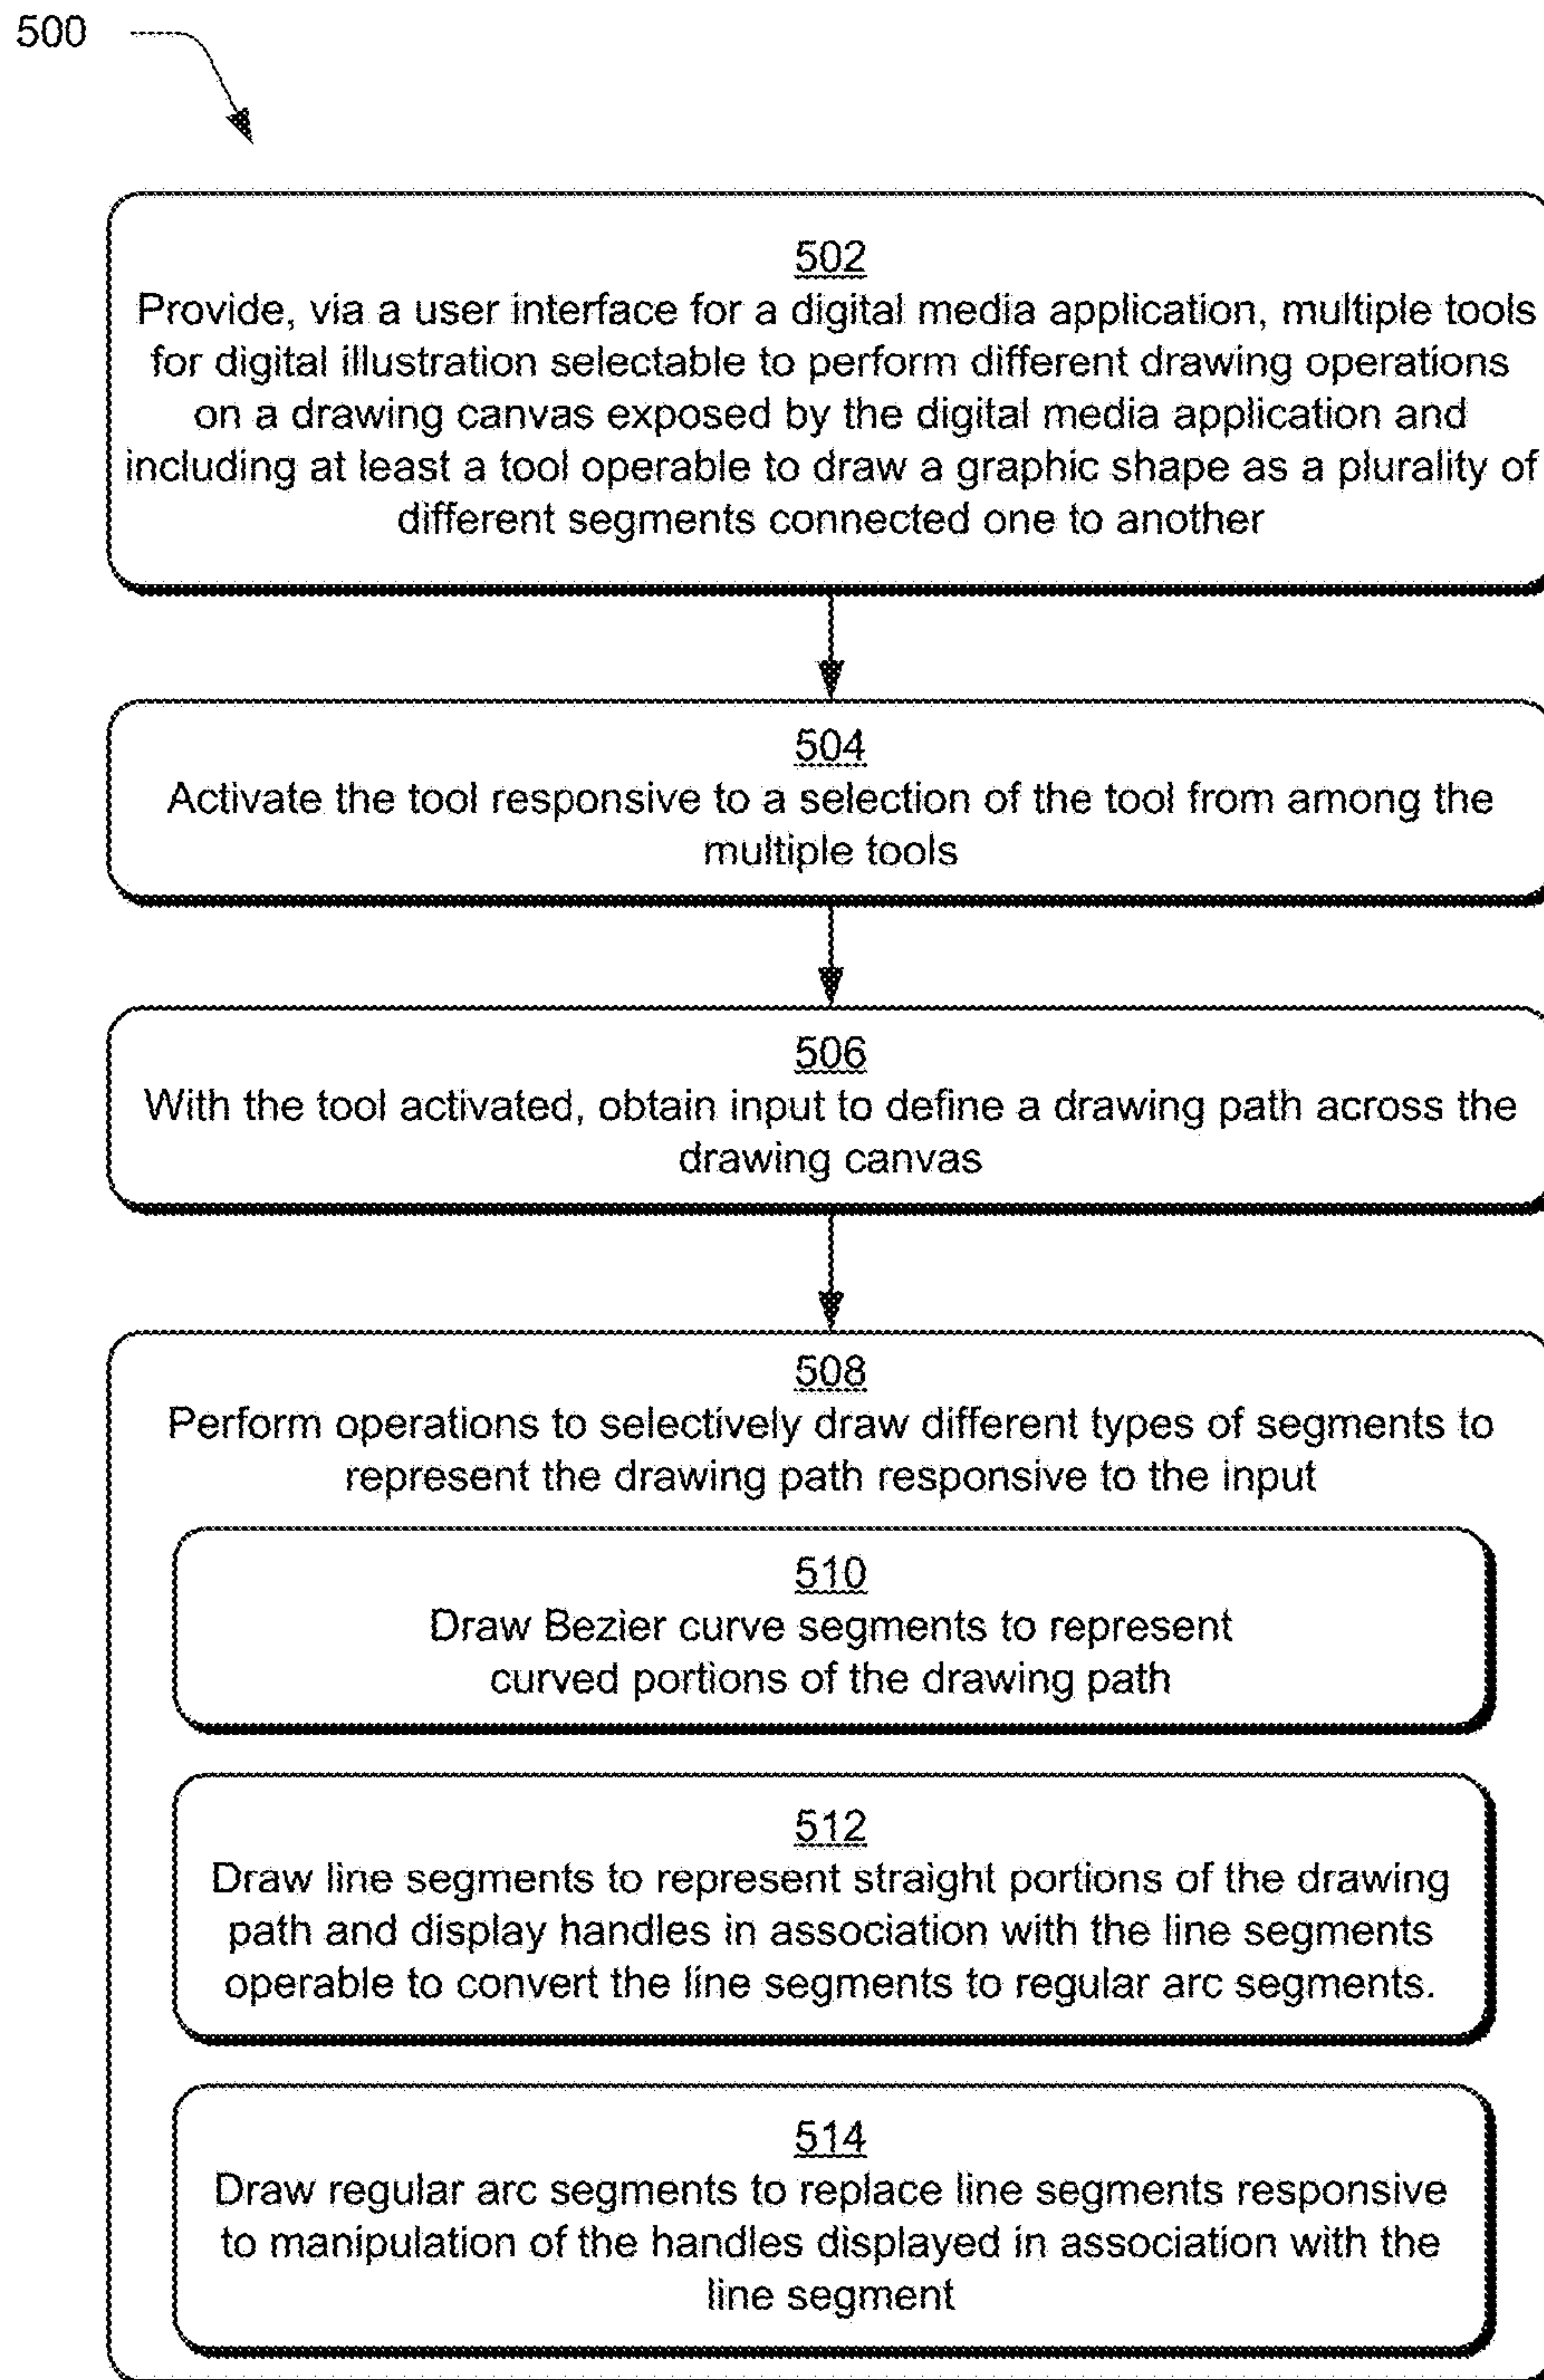 500
502
Provide, via a user interface for a digital media application, multiple tools
for digital illustration selectable to perform different drawing operations
on a drawing canvas exposed by the digital media application and
including at least a tool operable to draw a graphic shape as a plurality of
different segments connected one to another
504
Activate the tool responsive to a selection of the tool from among the
multiple tools
506
With the tool activated, obtain input to define a drawing path across the
drawing canvas
508
Perform operations to selectively draw different types of segments to
represent the drawing path responsive to the input
510
Draw Bezier curve segments to represent
curved portions of the drawing path
512
Draw line segments to represent straight portions of the drawing
path and display handles in association with the line segments
operable to convert the line segments to regular arc segments.
514
Draw regular arc segments to replace line segments responsive
to manipulation of the handles displayed in association with the
line segment